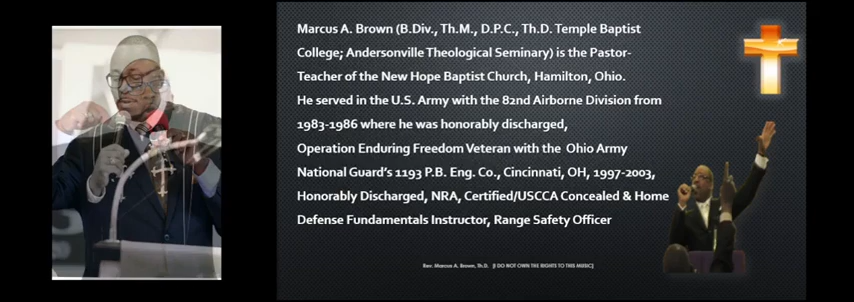 Marcus A. Brown (B.Div., Th.M., D.P.C., Th.D. Temple Baptist
College; Andersonville Theological Seminary) is the Pastor-
Teacher of the New Hope Baptist Church, Hamilton, Ohio.
He served in the U.S. Army with the 82nd Airborne Division from
1983-1986 where he was honorably discharged,
Operation Enduring Freedom Veteran with the Ohio Army
National Guard's 1193 P.B. Eng. Co., Cincinnati, OH, 1997-2003,
Honorably Discharged, NRA, Certified/USCCA Concealed & Home
Defense Fundamentals Instructor, Range Safety Officer
Rev. Marcus A. Brown, Th.D. [I DO NOT OWN THE RIGHTS TO THIS MUSIC]